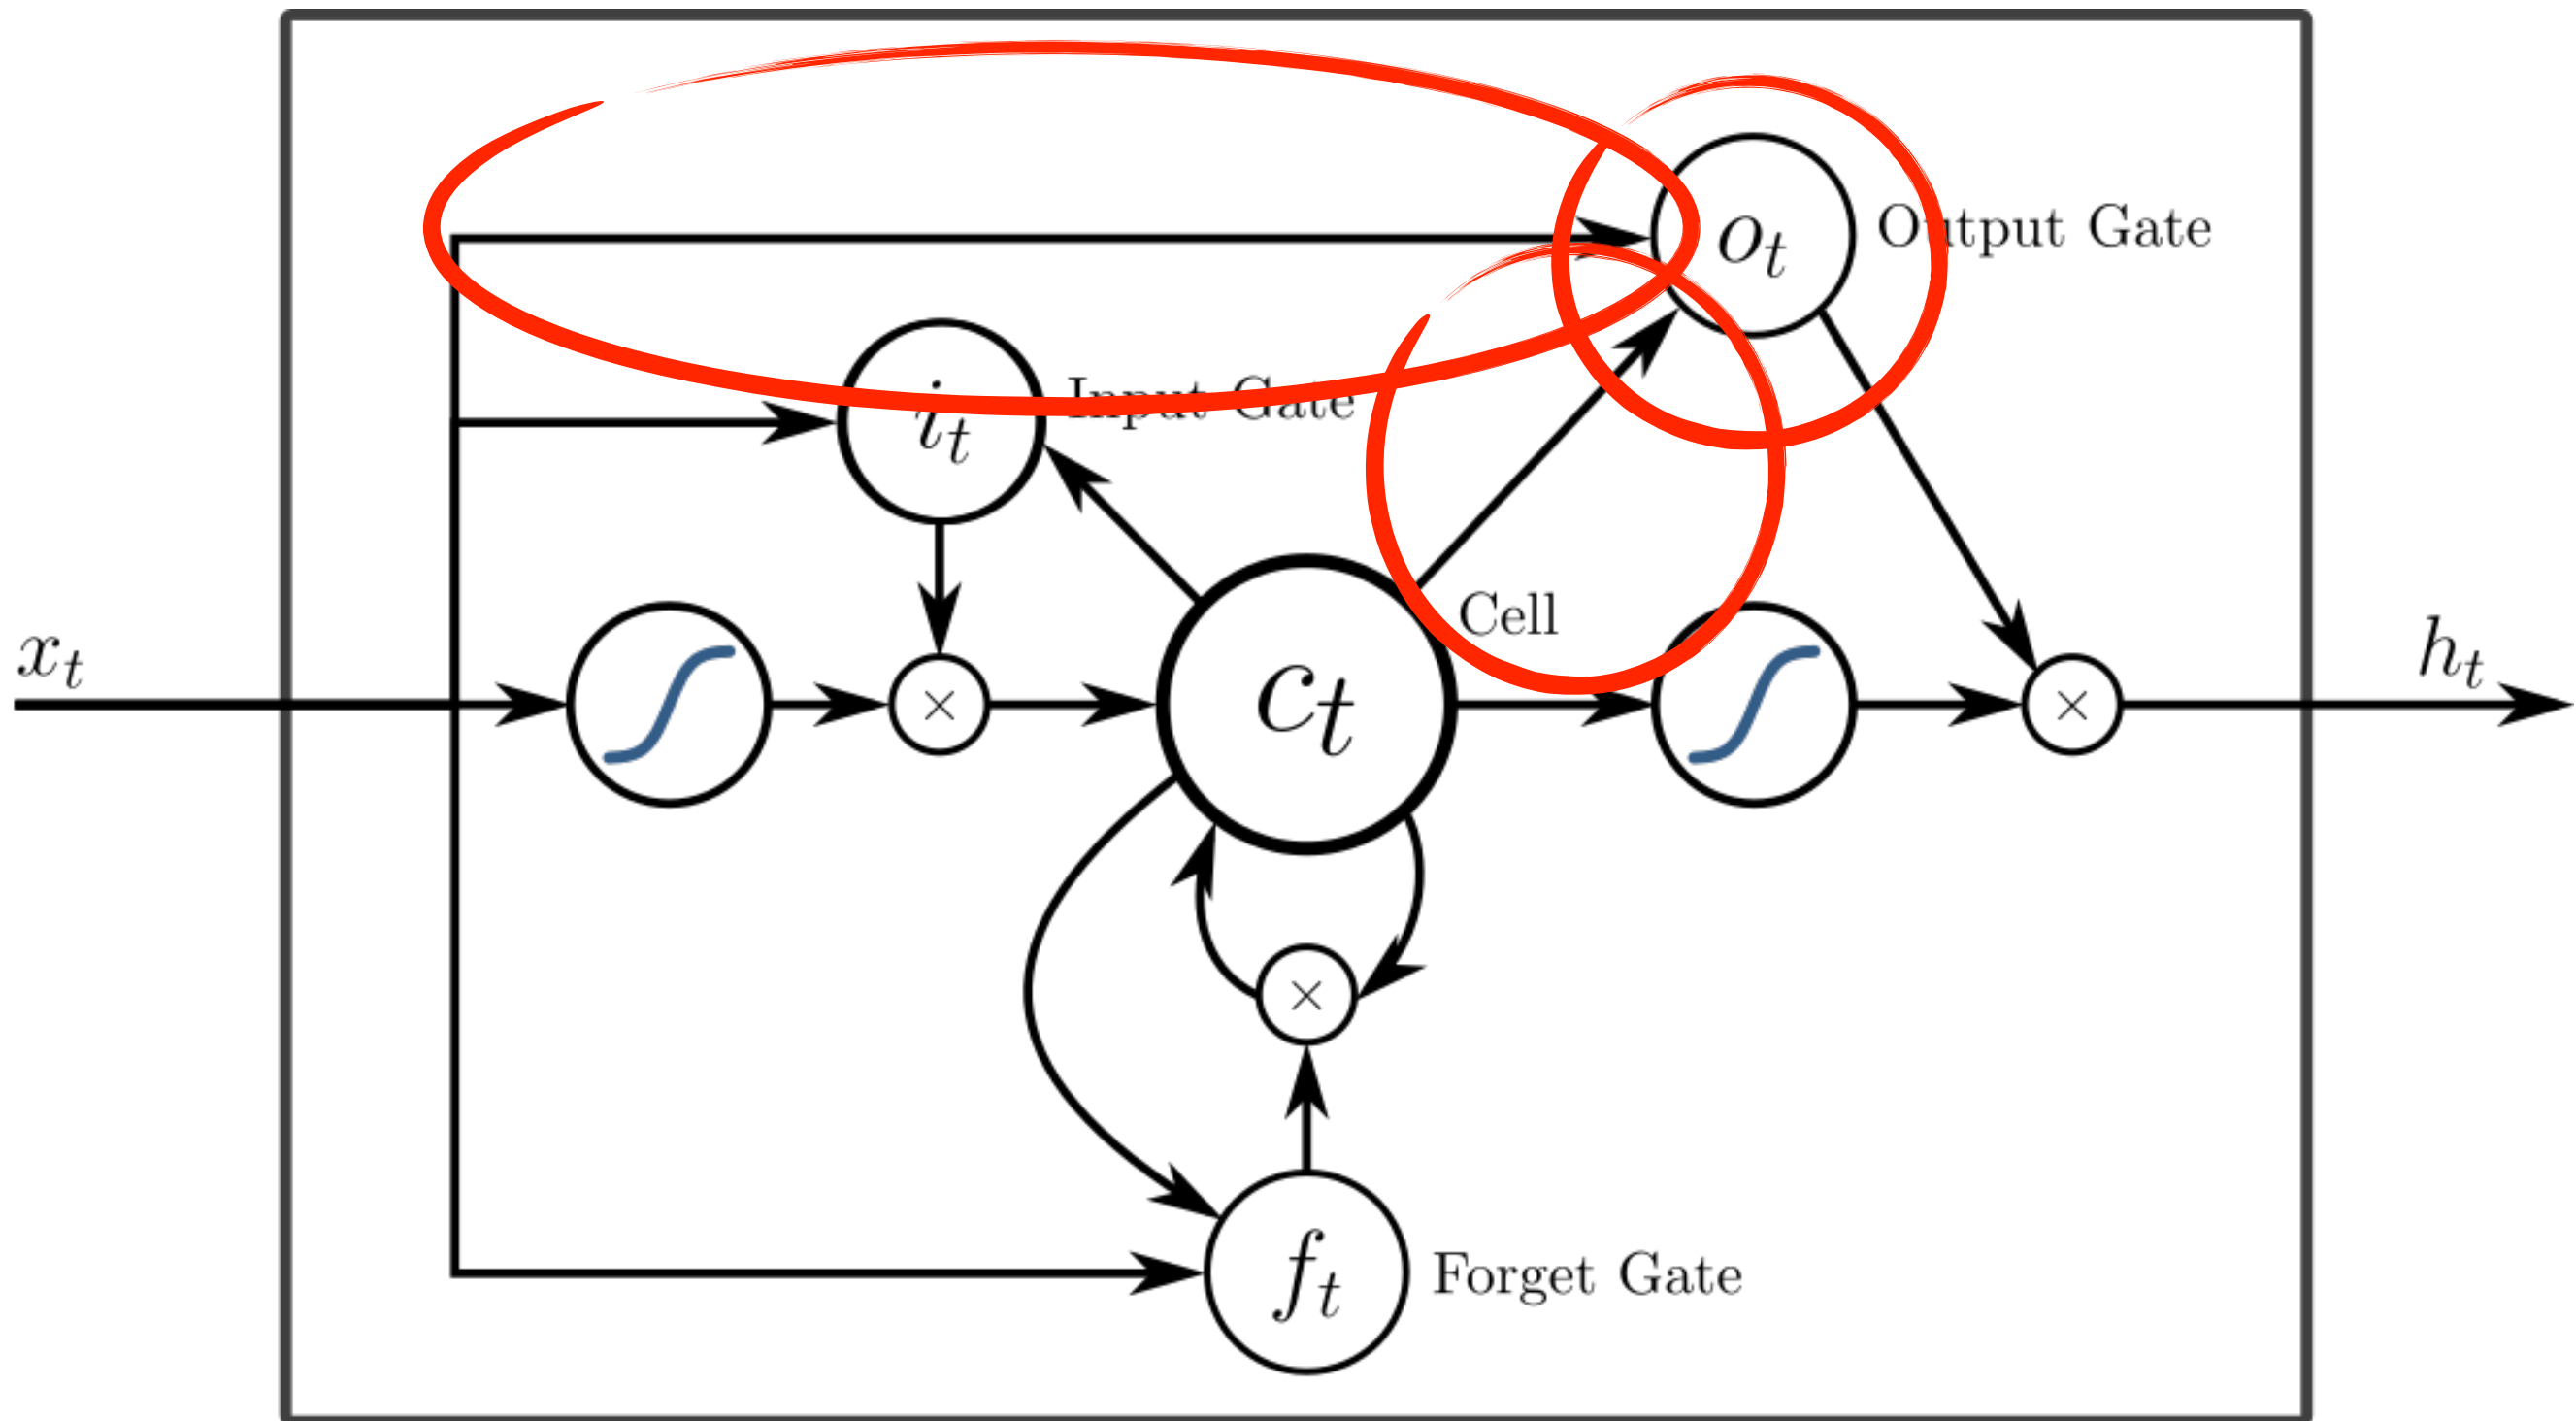 o_t Output Gate
i_t Input Gate
x_t
Cell
h_t
×
c_t
×
×
f_t Forget Gate